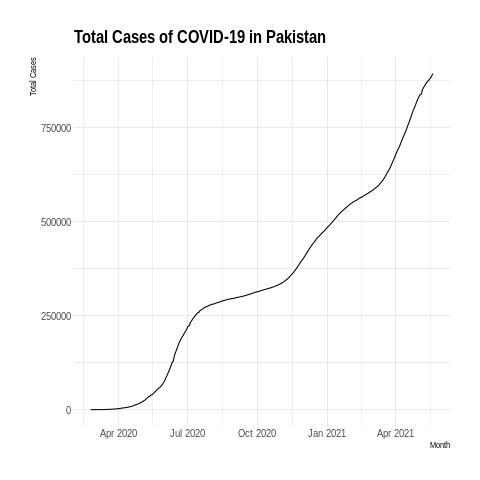 Total Cases of COVID-19 in Pakistan
Total Cases
750000
500000
250000
0
Apr 2020 Jul 2020 Oct 2020 Jan 2021 Apr 2021
Month